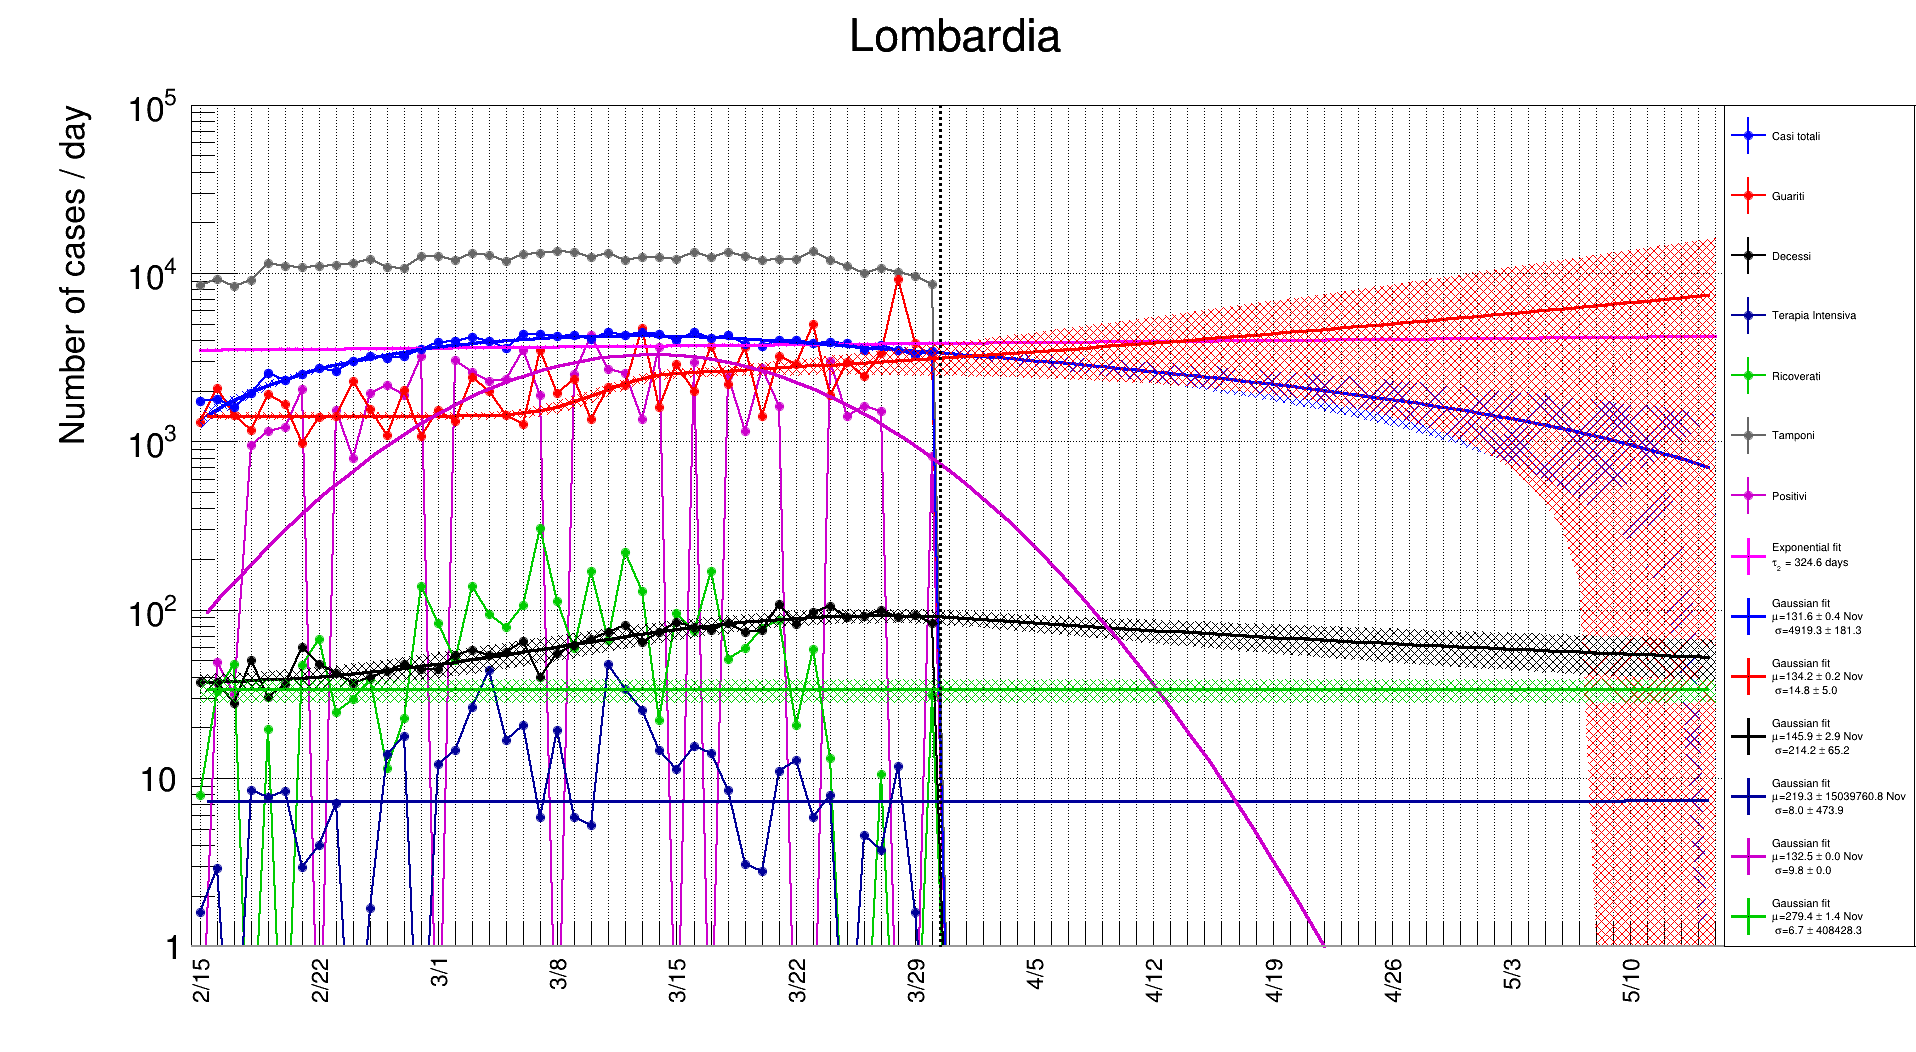 Lombardia
Number of cases / day
10^5
10^4
10^3
10^2
10
1
2/15
2/22
3/1
3/8
3/15
3/22
3/29
4/5
4/12
4/19
4/26
5/3
5/10
Casi totali
Guariti
Decessi
Terapia Intensiva
Ricoverati
Tamponi
Positivi
Exponential fit
τ_2 = 324.6 days
Gaussian fit
μ=131.6 ± 0.4 Nov
σ=4919.3 ± 181.3
Gaussian fit
μ=134.2 ± 0.2 Nov
σ=14.8 ± 5.0
Gaussian fit
μ=145.9 ± 2.9 Nov
σ=214.2 ± 65.2
Gaussian fit
μ=219.3 ± 15039760.8 Nov
σ=8.0 ± 473.9
Gaussian fit
μ=132.5 ± 0.0 Nov
σ=9.8 ± 0.0
Gaussian fit
μ=279.4 ± 1.4 Nov
σ=6.7 ± 408428.3